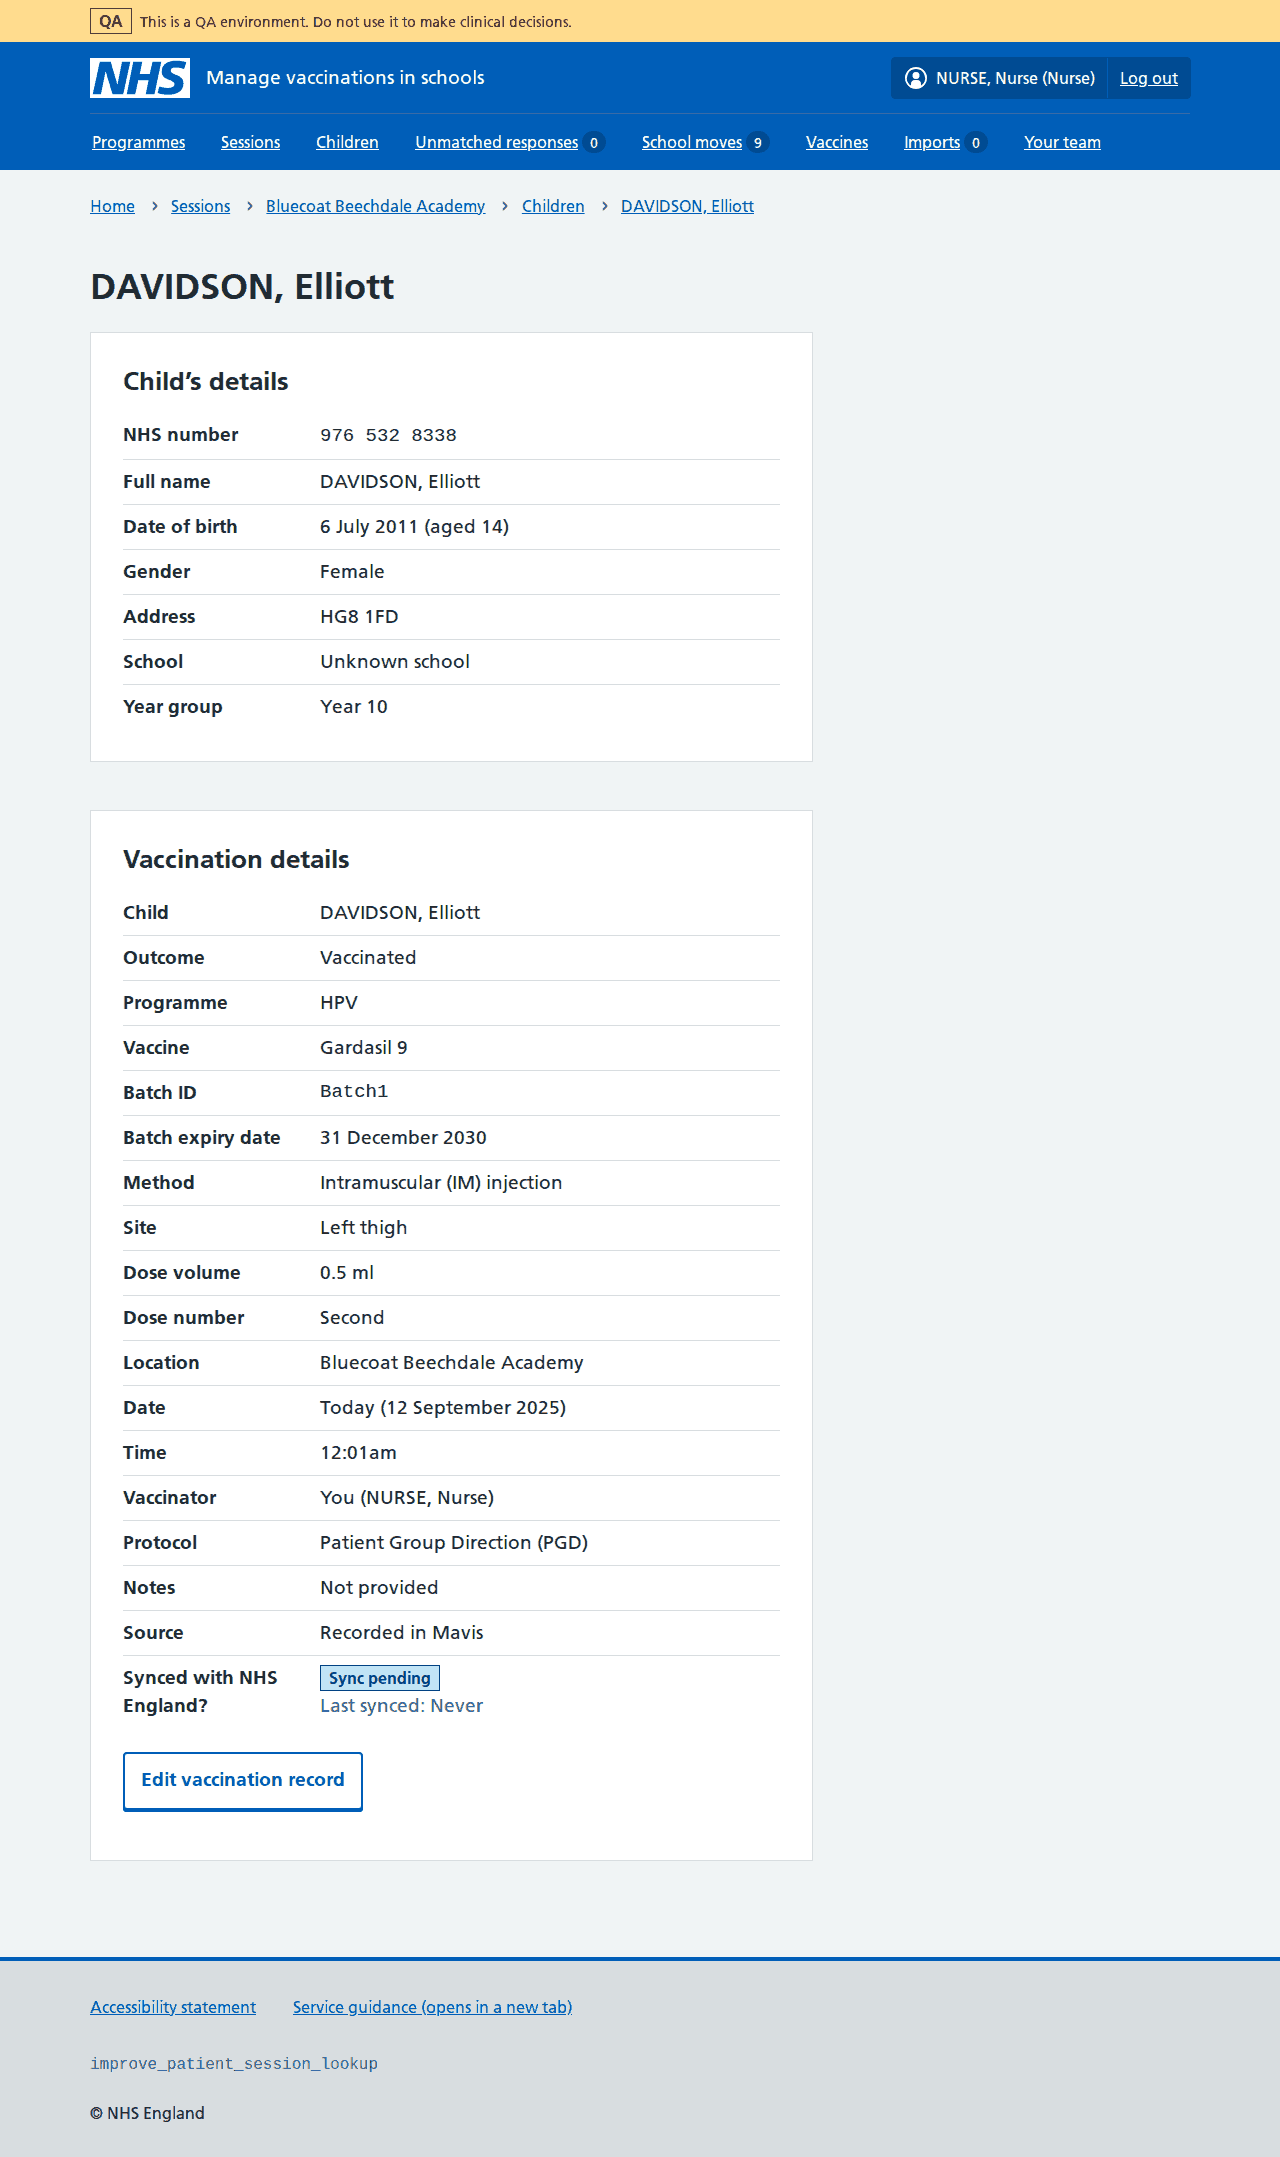 QA This is a QA environment. Do not use it to make clinical decisions.
NHS Manage vaccinations in schools NURSE, Nurse (Nurse) Log out
Programmes Sessions Children Unmatched responses 0 School moves 9 Vaccines Imports 0 Your team
Home › Sessions › Bluecoat Beechdale Academy › Children › DAVIDSON, Elliott
DAVIDSON, Elliott
Child’s details
NHS number 976 532 8338
Full name DAVIDSON, Elliott
Date of birth 6 July 2011 (aged 14)
Gender Female
Address HG8 1FD
School Unknown school
Year group Year 10
Vaccination details
Child DAVIDSON, Elliott
Outcome Vaccinated
Programme HPV
Vaccine Gardasil 9
Batch ID Batch1
Batch expiry date 31 December 2030
Method Intramuscular (IM) injection
Site Left thigh
Dose volume 0.5 ml
Dose number Second
Location Bluecoat Beechdale Academy
Date Today (12 September 2025)
Time 12:01am
Vaccinator You (NURSE, Nurse)
Protocol Patient Group Direction (PGD)
Notes Not provided
Source Recorded in Mavis
Synced with NHS Sync pending
England? Last synced: Never
Edit vaccination record
Accessibility statement Service guidance (opens in a new tab)
improve_patient_session_lookup
© NHS England